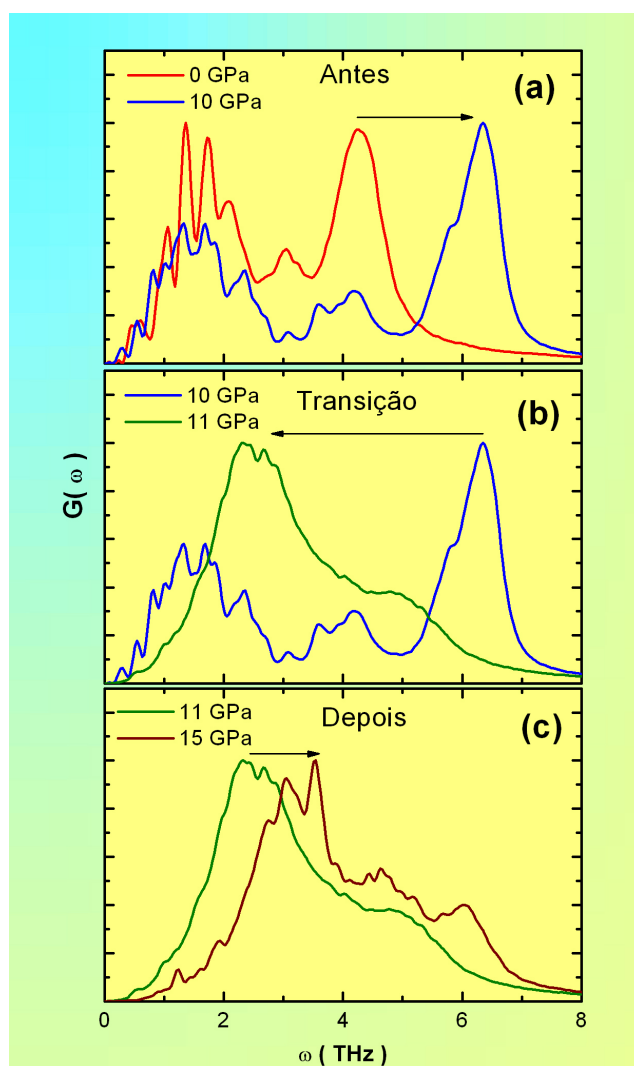 0 GPa
10 GPa
Antes
(a)
10 GPa
11 GPa
Transição
(b)
11 GPa
15 GPa
Depois
(c)
G( ω )
0 2 4 6 8
ω ( THz )